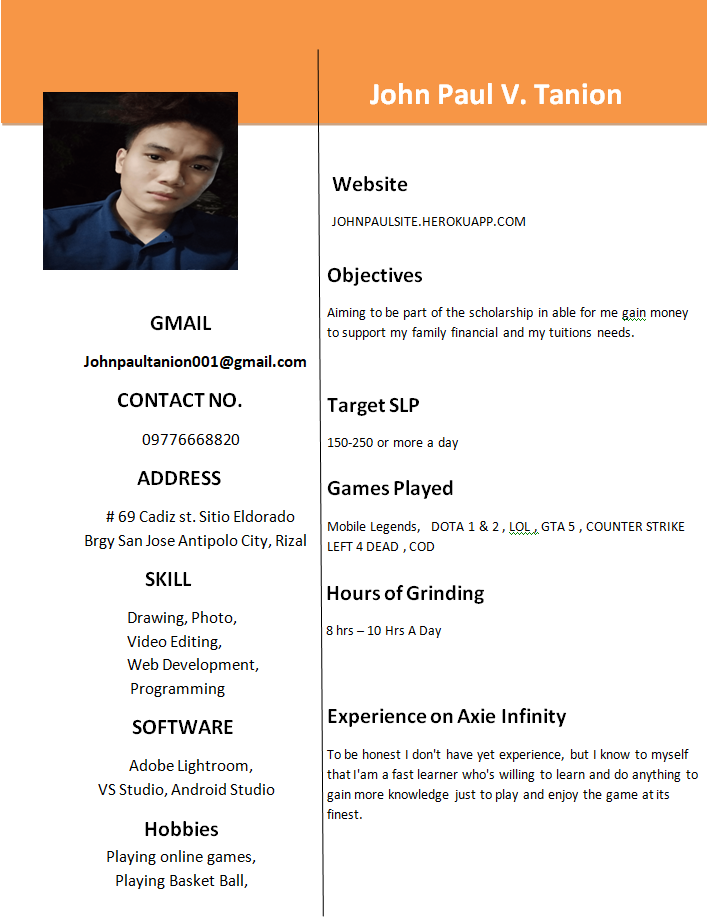 John Paul V. Tanion
GMAIL
Johnpaultanion001@gmail.com
CONTACT NO.
09776668820
ADDRESS
# 69 Cadiz st. Sitio Eldorado
Brgy San Jose Antipolo City, Rizal
SKILL
Drawing, Photo,
Video Editing,
Web Development,
Programming
SOFTWARE
Adobe Lightroom,
VS Studio, Android Studio
Hobbies
Playing online games,
Playing Basket Ball,
Website
JOHNPAULSITE.HEROKUAPP.COM
Objectives
Aiming to be part of the scholarship in able for me gain money
to support my family financial and my tuitions needs.
Target SLP
150-250 or more a day
Games Played
Mobile Legends, DOTA 1 & 2 , LOL , GTA 5 , COUNTER STRIKE
LEFT 4 DEAD , COD
Hours of Grinding
8 hrs – 10 Hrs A Day
Experience on Axie Infinity
To be honest I don't have yet experience, but I know to myself
that I'am a fast learner who's willing to learn and do anything to
gain more knowledge just to play and enjoy the game at its
finest.